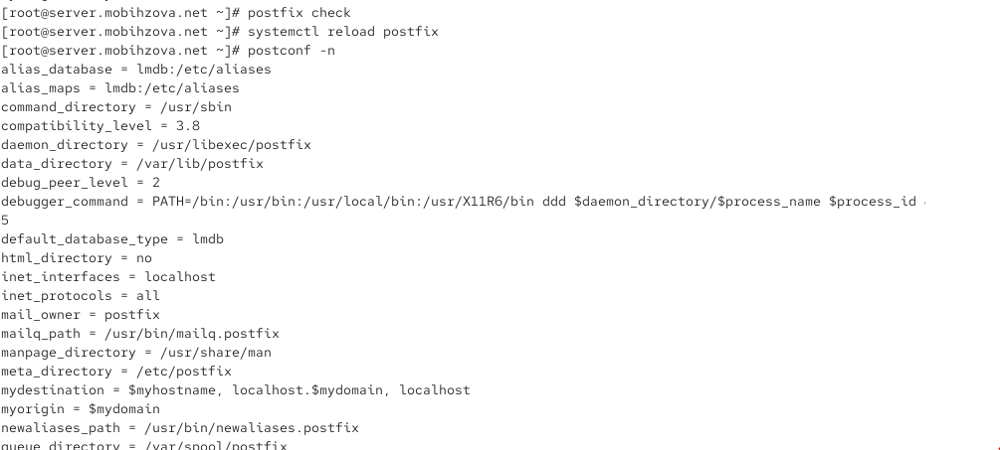 [root@server.mobihzova.net ~]# postfix check
[root@server.mobihzova.net ~]# systemctl reload postfix
[root@server.mobihzova.net ~]# postconf -n
alias_database = lmdb:/etc/aliases
alias_maps = lmdb:/etc/aliases
command_directory = /usr/sbin
compatibility_level = 3.8
daemon_directory = /usr/libexec/postfix
data_directory = /var/lib/postfix
debug_peer_level = 2
debugger_command = PATH=/bin:/usr/bin:/usr/local/bin:/usr/X11R6/bin ddd $daemon_directory/$process_name $process_id
5
default_database_type = lmdb
html_directory = no
inet_interfaces = localhost
inet_protocols = all
mail_owner = postfix
mailq_path = /usr/bin/mailq.postfix
manpage_directory = /usr/share/man
meta_directory = /etc/postfix
mydestination = $myhostname, localhost.$mydomain, localhost
myorigin = $mydomain
newaliases_path = /usr/bin/newaliases.postfix
queue_directory = /var/spool/postfix